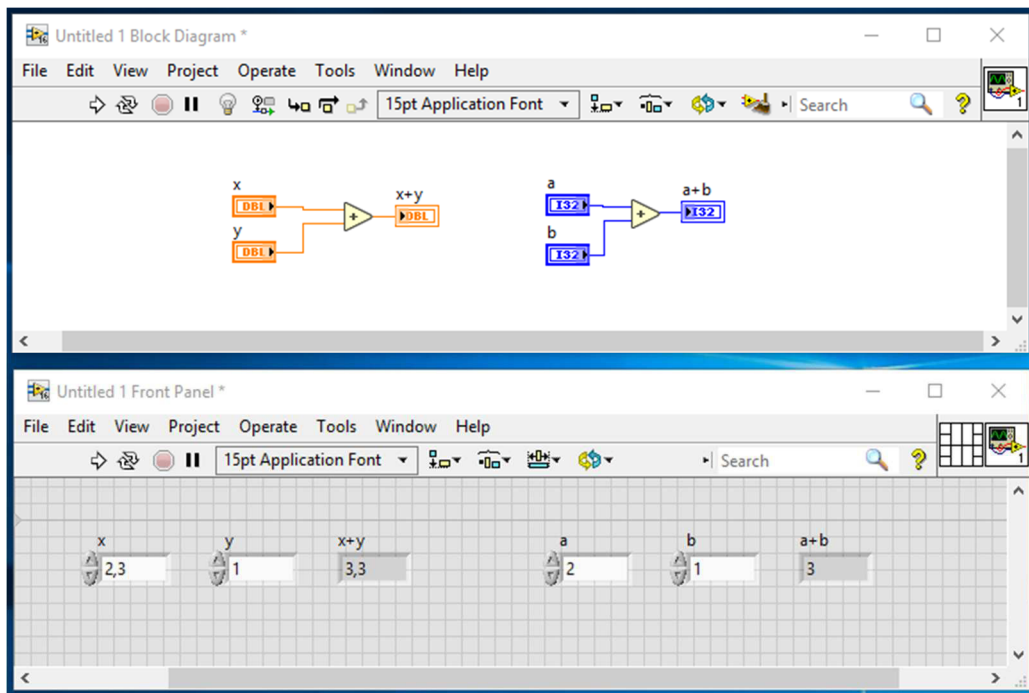 Untitled 1 Block Diagram *
File Edit View Project Operate Tools Window Help
15pt Application Font Search ? 1
x
DBL
y
DBL
+
x+y
DBL
a
I32
b
I32
+
a+b
I32
Untitled 1 Front Panel *
File Edit View Project Operate Tools Window Help
15pt Application Font Search ? 1
x y x+y a b a+b
2,3 1 3,3 2 1 3